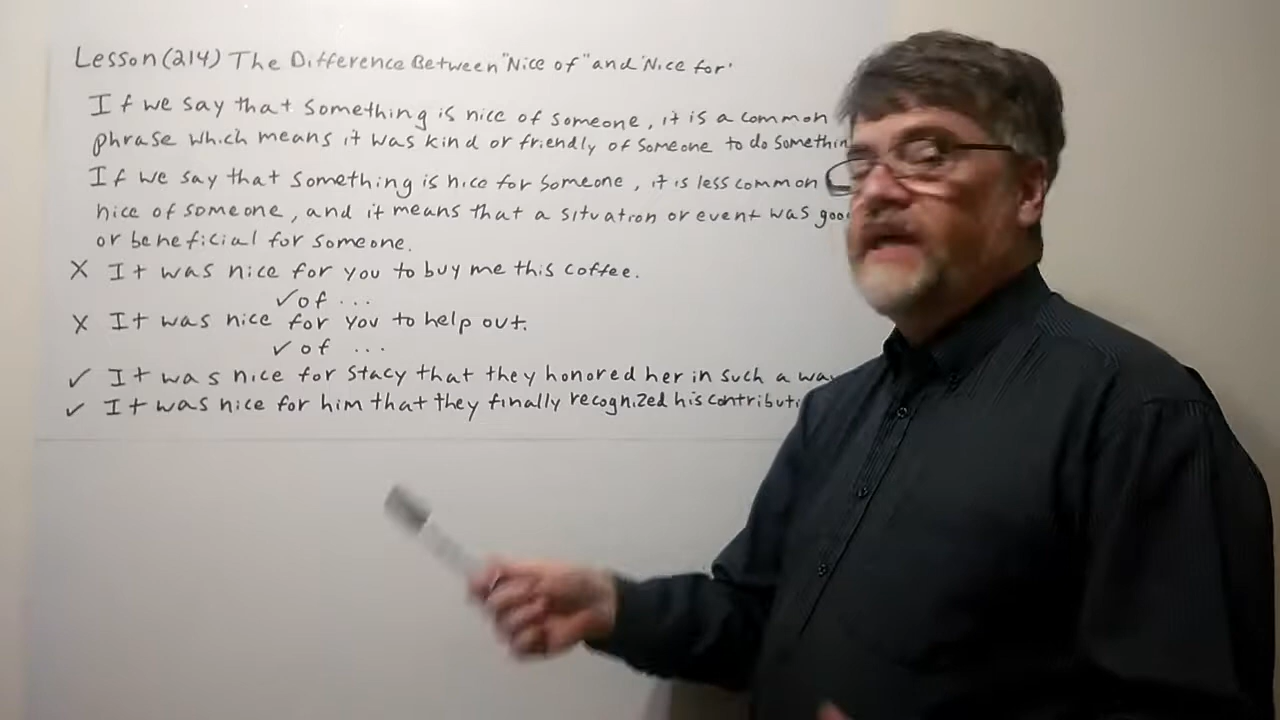 Lesson (214) The Difference Between "Nice of" and 'Nice for'
If we say that something is nice of someone, it is a common
phrase which means it was kind or friendly of someone to do somethin
If we say that something is nice for someone, it is less common
nice of someone, and it means that a situation or event was goo
or beneficial for someone.
X It was nice for you to buy me this coffee.
✓ of ...
X It was nice for you to help out.
✓ of ...
✓ It was nice for Stacy that they honored her in such a way
✓ It was nice for him that they finally recognized his contributi